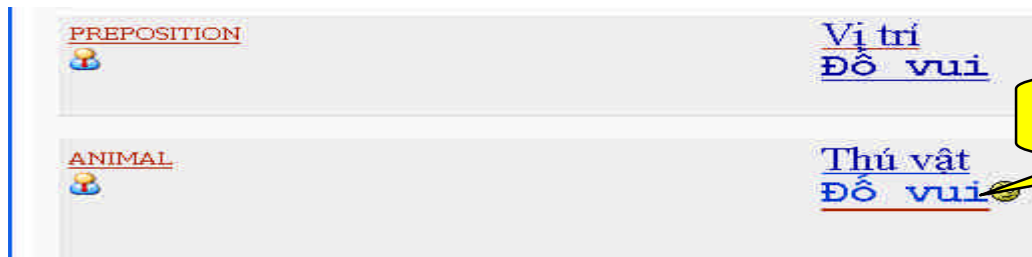 PREPOSITION
Vị trí
Đố vui
ANIMAL
Thú vật
Đố vui